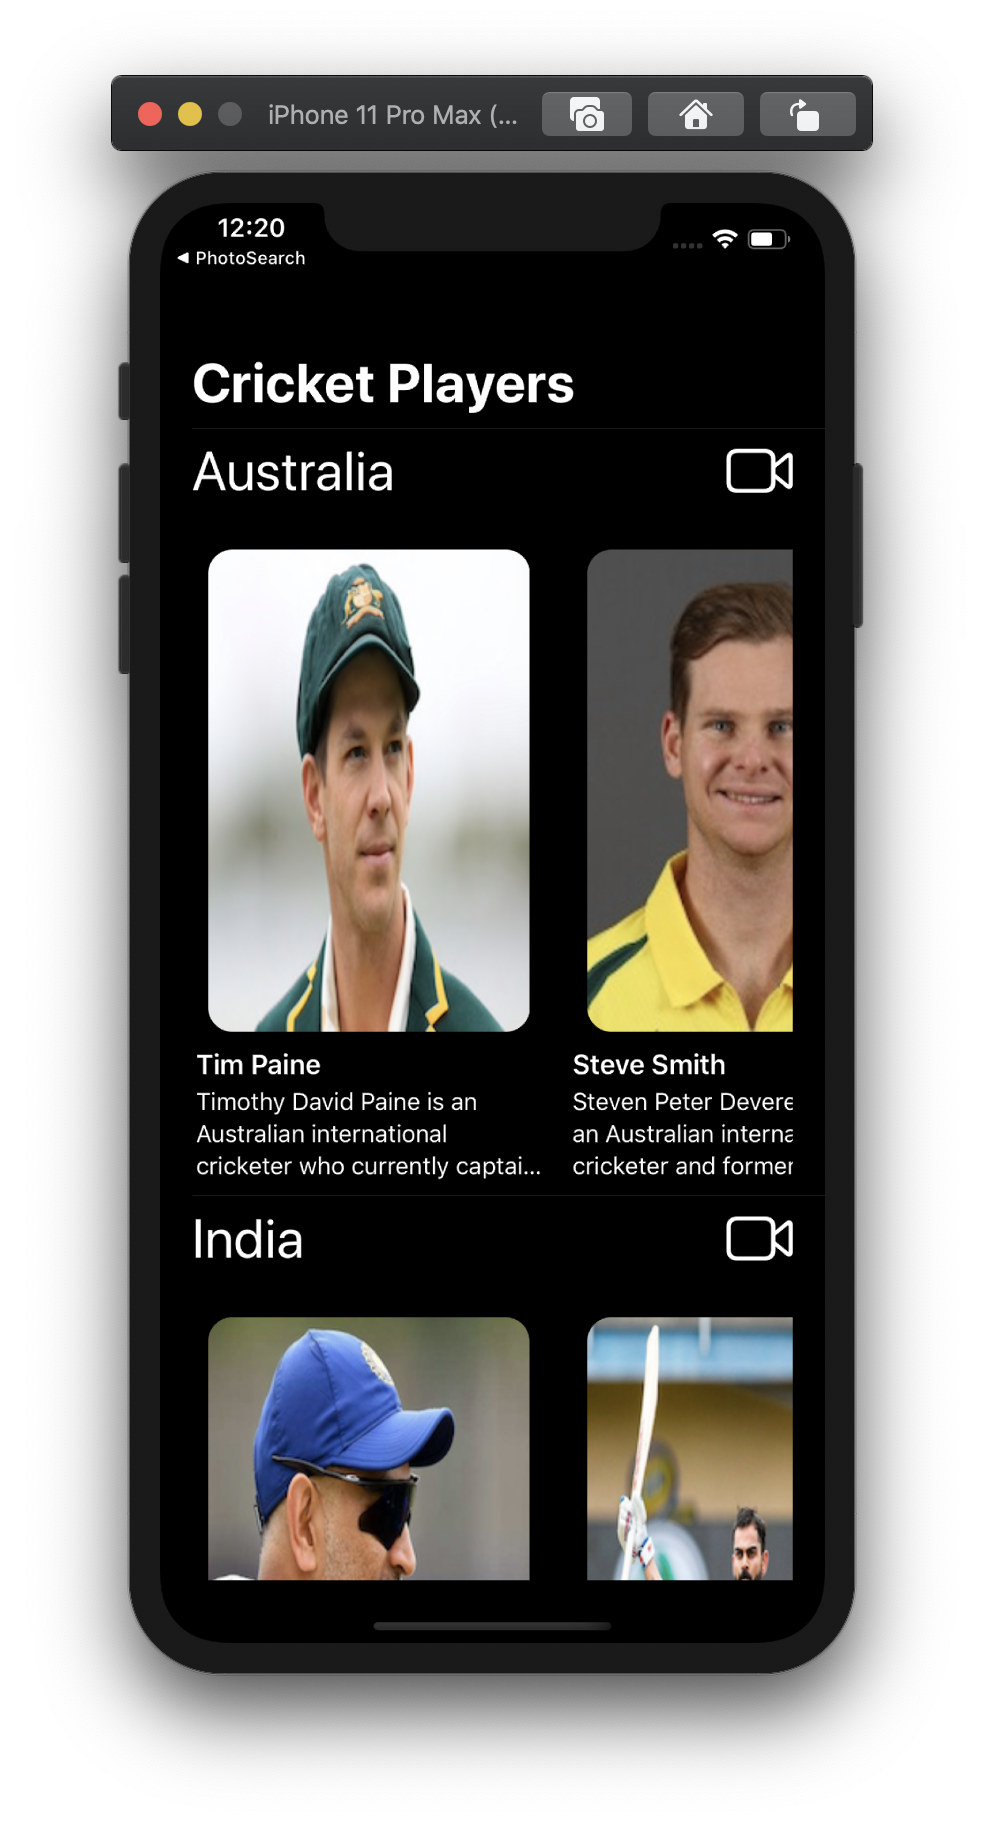 iPhone 11 Pro Max (...
12:20
◀ PhotoSearch
Cricket Players
Australia
Tim Paine
Timothy David Paine is an
Australian international
cricketer who currently captai...
Steve Smith
Steven Peter Devere
an Australian interna
cricketer and former
India